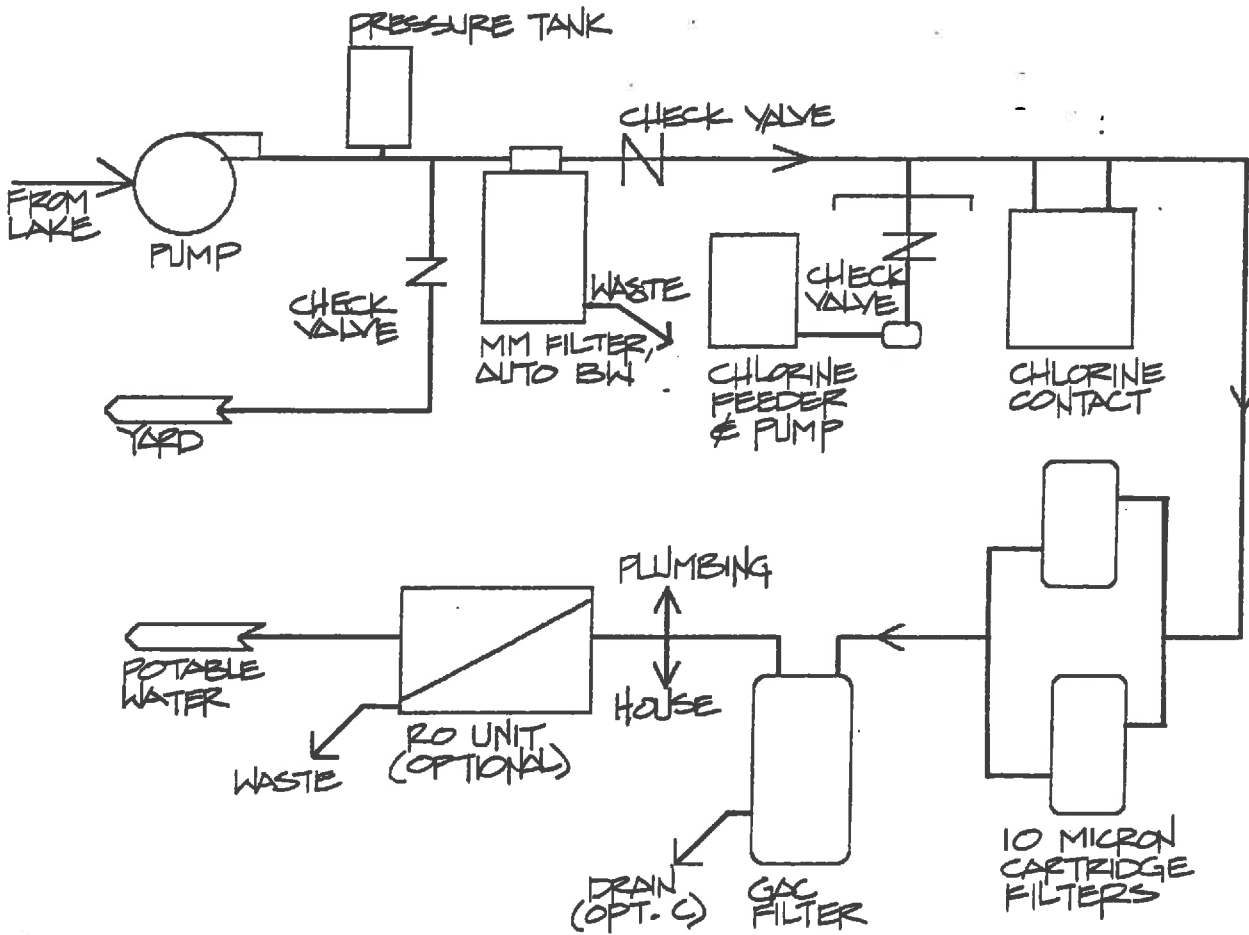 PRESSURE TANK
CHECK VALVE
FROM
LAKE
PUMP
CHECK
VALVE
WASTE
CHECK
VALVE
MM FILTER,
AUTO BW
CHLORINE
FEEDER
& PUMP
CHLORINE
CONTACT
YARD
PLUMBING
HOUSE
POTABLE
WATER
RO UNIT
(OPTIONAL)
WASTE
DRAIN
(OPT. C)
GAC
FILTER
10 MICRON
CARTRIDGE
FILTERS